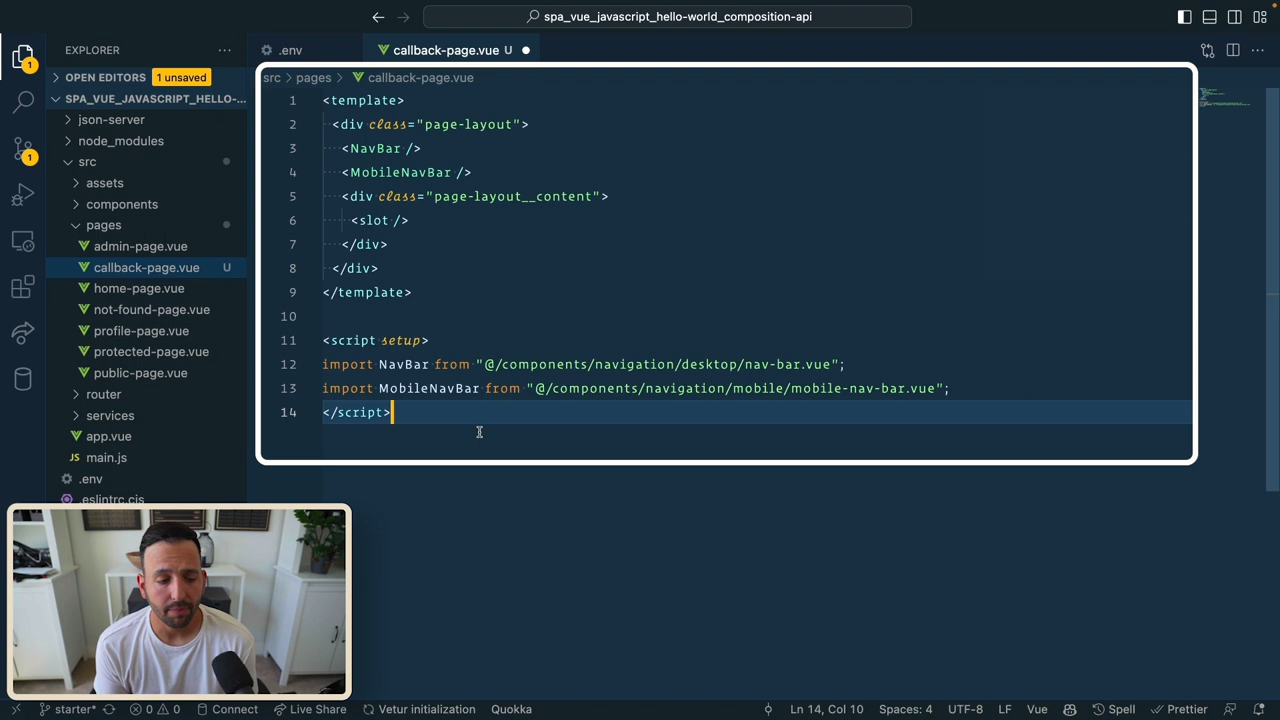 spa_vue_javascript_hello-world_composition-api
EXPLORER
.env
callback-page.vue U
OPEN EDITORS 1 unsaved
SPA_VUE_JAVASCRIPT_HELLO-...
json-server
node_modules
src
assets
components
pages
admin-page.vue
callback-page.vue U
home-page.vue
not-found-page.vue
profile-page.vue
protected-page.vue
public-page.vue
router
services
app.vue
JS main.js
.env
.eslintrc.cjs
1
1
src > pages > callback-page.vue
1 <template>
2 <div class="page-layout">
3 <NavBar />
4 <MobileNavBar />
5 <div class="page-layout__content">
6 <slot />
7 </div>
8 </div>
9 </template>
10
11 <script setup>
12 import NavBar from "@/components/navigation/desktop/nav-bar.vue";
13 import MobileNavBar from "@/components/navigation/mobile/mobile-nav-bar.vue";
14 </script>
starter* 0 0 Connect Live Share Vetur initialization Quokka Ln 14, Col 10 Spaces: 4 UTF-8 LF Vue Spell Prettier